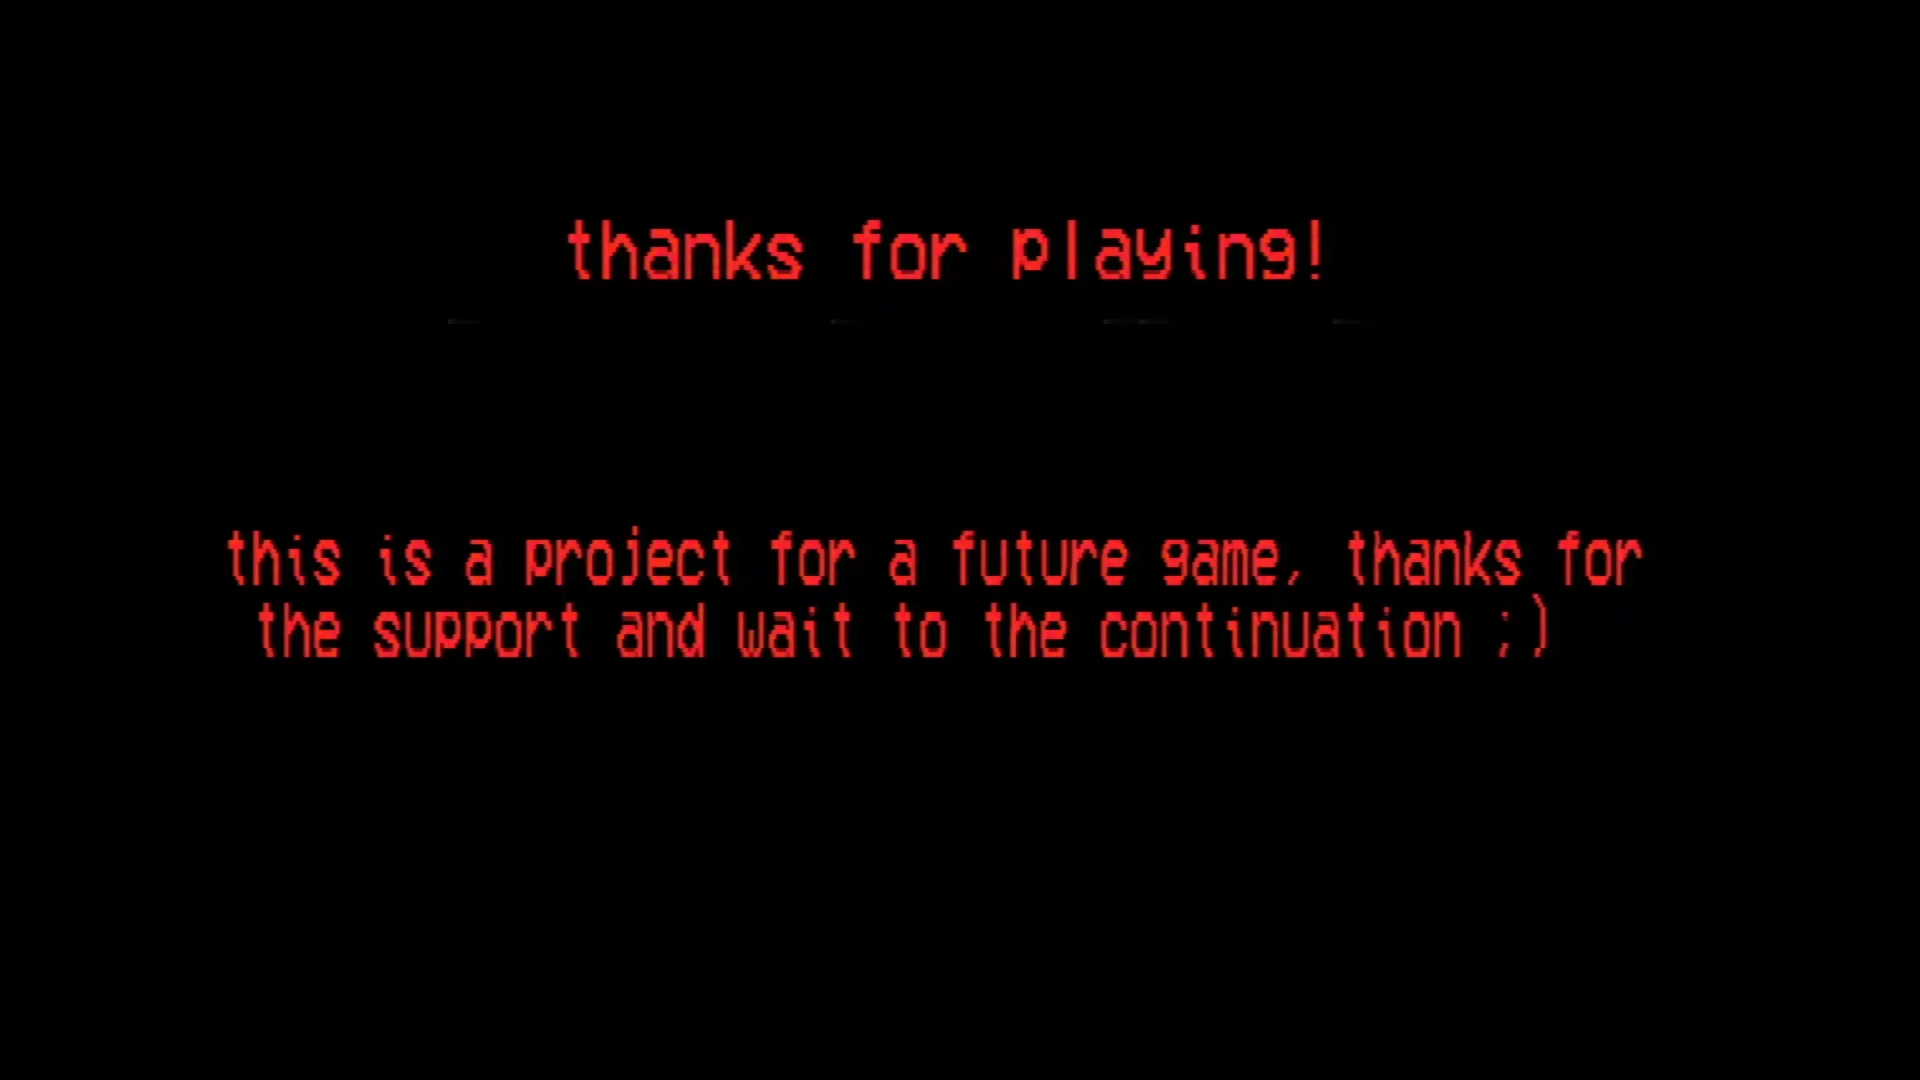 thanks for playing!
this is a project for a future game, thanks for
the support and wait to the continuation ;)